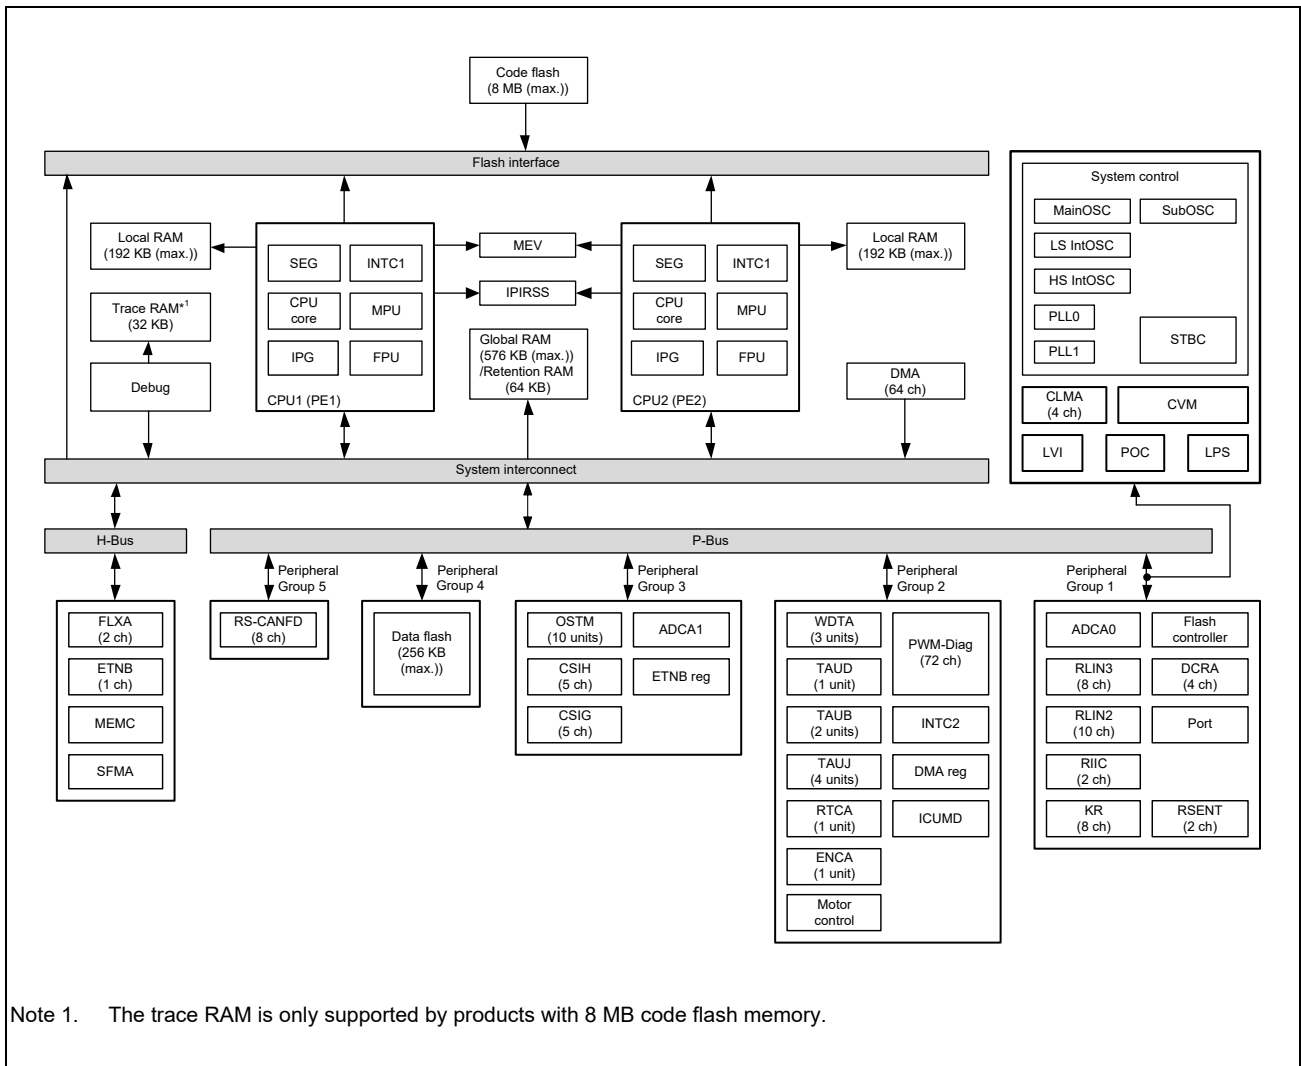 Code flash
(8 MB (max.))
Flash interface
Local RAM
(192 KB (max.))
Trace RAM*1
(32 KB)
Debug
SEG
INTC1
CPU
core
MPU
IPG
FPU
CPU1 (PE1)
MEV
IPIRSS
Global RAM
(576 KB (max.))
/Retention RAM
(64 KB)
SEG
INTC1
CPU
core
MPU
IPG
FPU
CPU2 (PE2)
Local RAM
(192 KB (max.))
DMA
(64 ch)
System control
MainOSC
SubOSC
LS IntOSC
HS IntOSC
PLL0
PLL1
STBC
CLMA
(4 ch)
CVM
LVI
POC
LPS
System interconnect
H-Bus
P-Bus
Peripheral
Group 5
Peripheral
Group 4
Peripheral
Group 3
Peripheral
Group 2
Peripheral
Group 1
FLXA
(2 ch)
ETNB
(1 ch)
MEMC
SFMA
RS-CANFD
(8 ch)
Data flash
(256 KB
(max.))
OSTM
(10 units)
ADCA1
CSIH
(5 ch)
ETNB reg
CSIG
(5 ch)
WDTA
(3 units)
PWM-Diag
(72 ch)
TAUD
(1 unit)
TAUB
(2 units)
INTC2
TAUJ
(4 units)
DMA reg
RTCA
(1 unit)
ICUMD
ENCA
(1 unit)
Motor
control
ADCA0
Flash
controller
RLIN3
(8 ch)
DCRA
(4 ch)
RLIN2
(10 ch)
Port
RIIC
(2 ch)
KR
(8 ch)
RSENT
(2 ch)
Note 1. The trace RAM is only supported by products with 8 MB code flash memory.